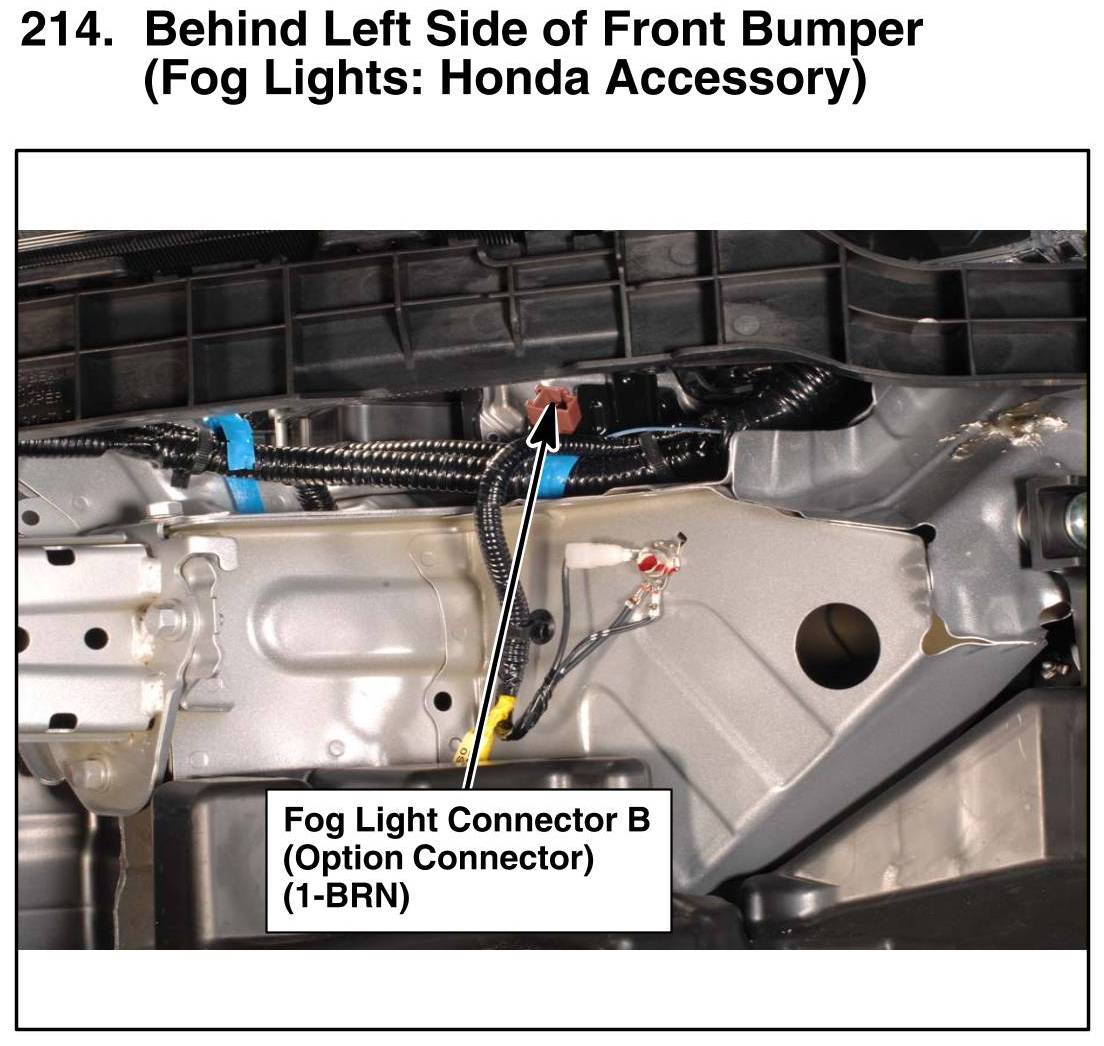 214. Behind Left Side of Front Bumper
(Fog Lights: Honda Accessory)
Fog Light Connector B
(Option Connector)
(1-BRN)